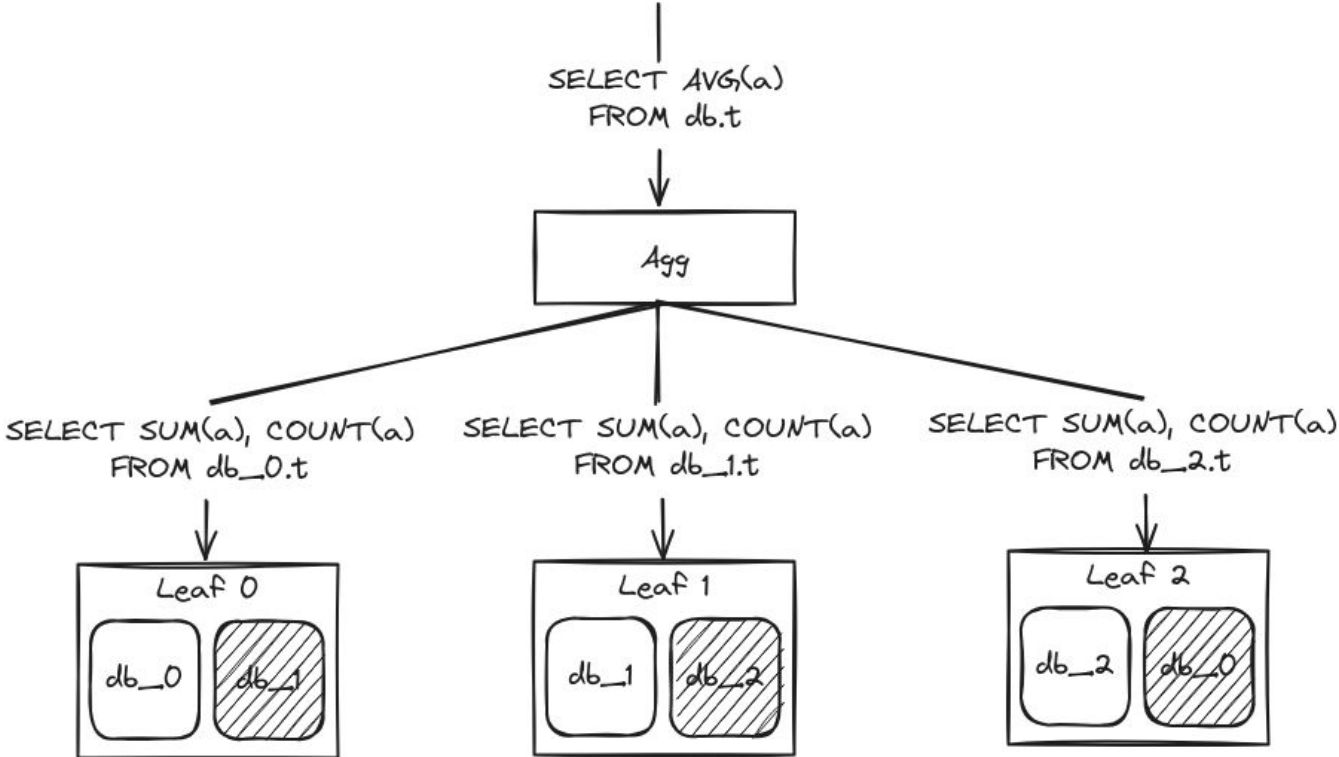 SELECT AVG(a)
FROM db.t
Agg
SELECT SUM(a), COUNT(a)
FROM db_0.t
SELECT SUM(a), COUNT(a)
FROM db_1.t
SELECT SUM(a), COUNT(a)
FROM db_2.t
Leaf 0
db_0
db_1
Leaf 1
db_1
db_2
Leaf 2
db_2
db_0